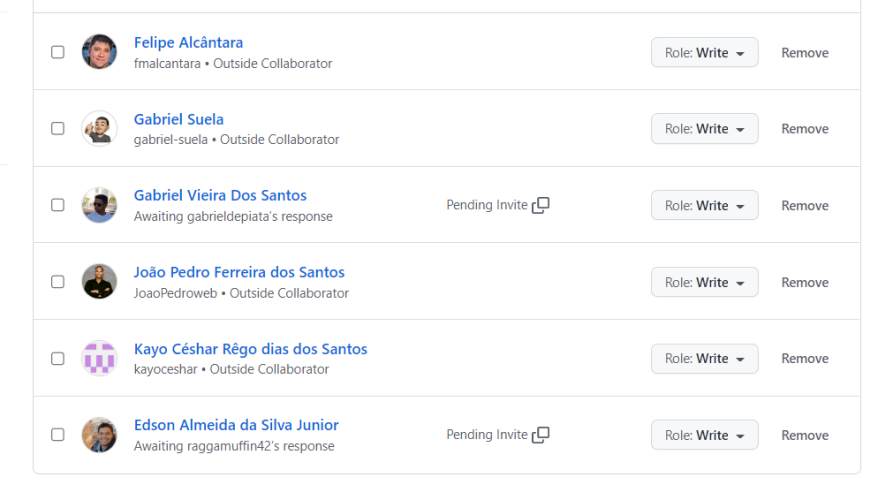 Felipe Alcântara
fmalcantara • Outside Collaborator
Role: Write
Remove
Gabriel Suela
gabriel-suela • Outside Collaborator
Role: Write
Remove
Gabriel Vieira Dos Santos
Awaiting gabrieldepiata's response
Pending Invite
Role: Write
Remove
João Pedro Ferreira dos Santos
JoaoPedroweb • Outside Collaborator
Role: Write
Remove
Kayo Céshar Rêgo dias dos Santos
kayoceshar • Outside Collaborator
Role: Write
Remove
Edson Almeida da Silva Junior
Awaiting raggamuffin42's response
Pending Invite
Role: Write
Remove